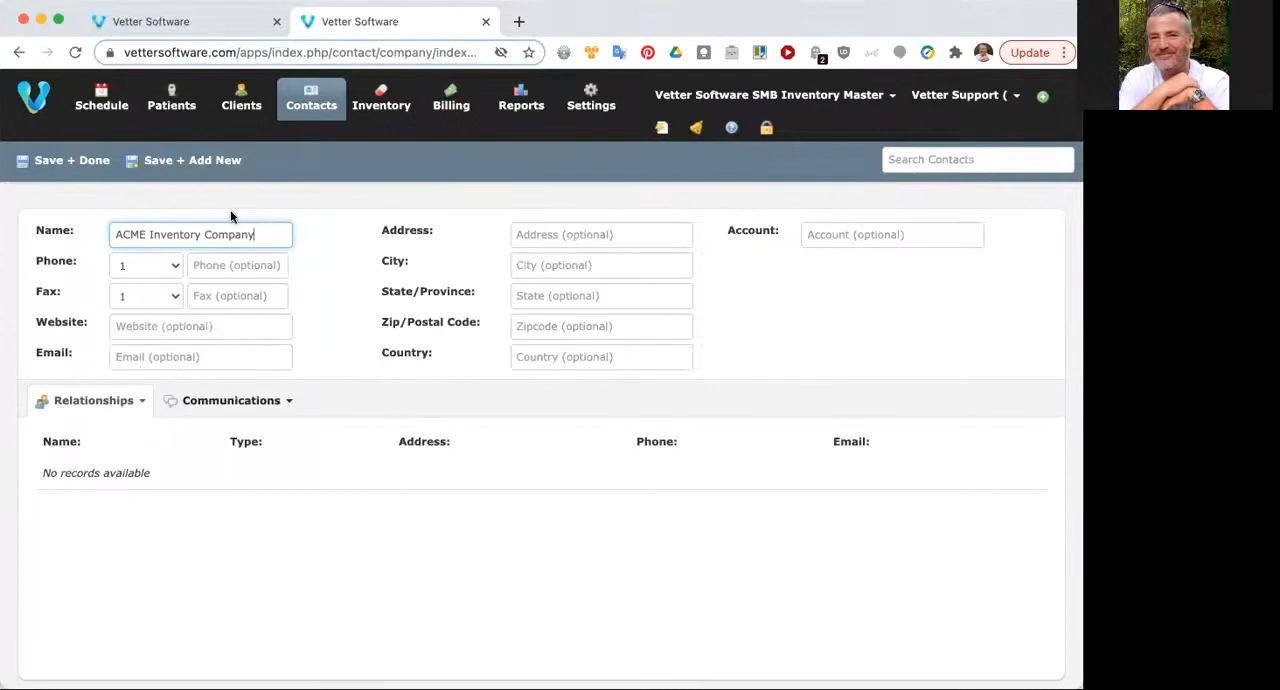 Vetter Software
Vetter Software
vettersoftware.com/apps/index.php/contact/company/index...
2
Update
Schedule
Patients
Clients
Contacts
Inventory
Billing
Reports
Settings
Vetter Software SMB Inventory Master
Vetter Support (
Save + Done
Save + Add New
Search Contacts
Name:
ACME Inventory Company
Address:
Address (optional)
Account:
Account (optional)
Phone:
1
Phone (optional)
City:
City (optional)
Fax:
1
Fax (optional)
State/Province:
State (optional)
Website:
Website (optional)
Zip/Postal Code:
Zipcode (optional)
Email:
Email (optional)
Country:
Country (optional)
Relationships
Communications
Name:
Type:
Address:
Phone:
Email:
No records available